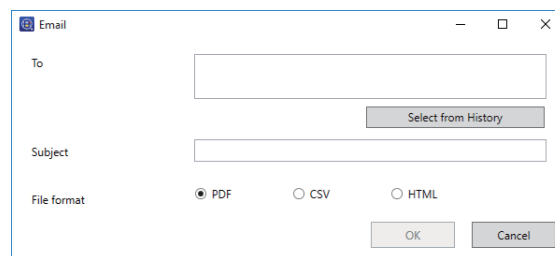 Email
To
Select from History
Subject
File format PDF CSV HTML
OK Cancel